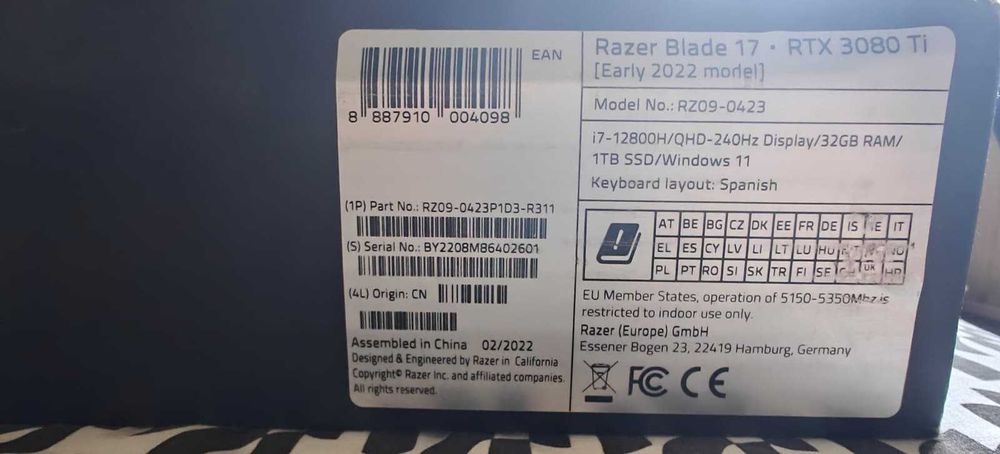 EAN
8 887910 004098
(1P) Part No.: RZ09-0423P1D3-R311
(S) Serial No.: BY2208M86402601
(4L) Origin: CN
Assembled in China 02/2022
Designed & Engineered by Razer in California
Copyright© Razer Inc. and affiliated companies.
All rights reserved.
Razer Blade 17 · RTX 3080 Ti
[Early 2022 model]
Model No.: RZ09-0423
i7-12800H/QHD-240Hz Display/32GB RAM/
1TB SSD/Windows 11
Keyboard layout: Spanish
AT BE BG CZ DK EE FR DE IS IT
EL ES CY LV LI LT LU HU
PL PT RO SI SK TR FI SE UK HR
EU Member States, operation of 5150-5350Mhz is
restricted to indoor use only.
Razer (Europe) GmbH
Essener Bogen 23, 22419 Hamburg, Germany
FC CE